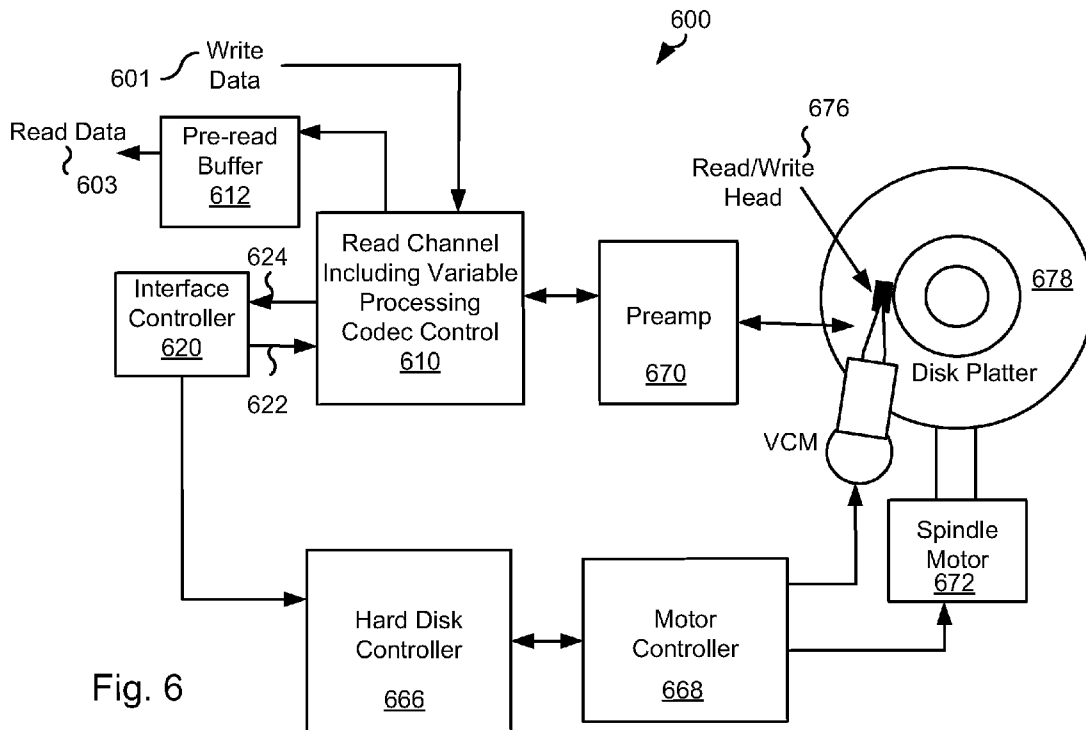 600
Write
Data
601
Read Data
603
Pre-read
Buffer
612
676
Read/Write
Head
624
Interface
Controller
620
622
Read Channel
Including Variable
Processing
Codec Control
610
Preamp
670
678
Disk Platter
VCM
Spindle
Motor
672
Hard Disk
Controller
666
Motor
Controller
668
Fig. 6